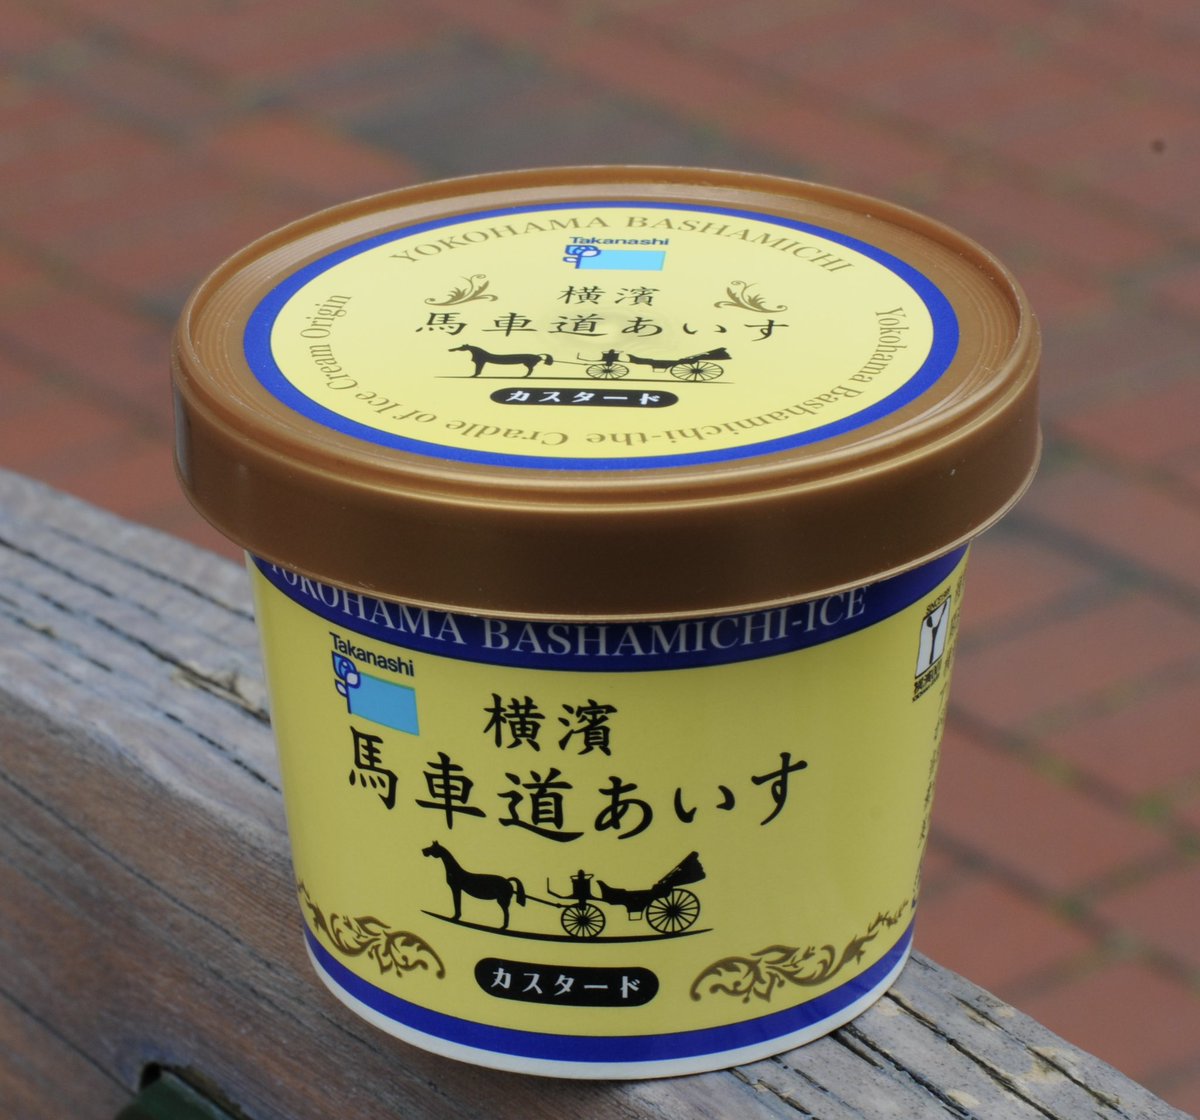 YOKOHAMA BASHAMICHI
Takanashi
横濱
馬車道あいす
カスタード
Yokohama Bashamichi-the Cradle of Ice Cream Origin
YOKOHAMA BASHAMICHI-ICE
Takanashi
横濱
馬車道あいす
カスタード